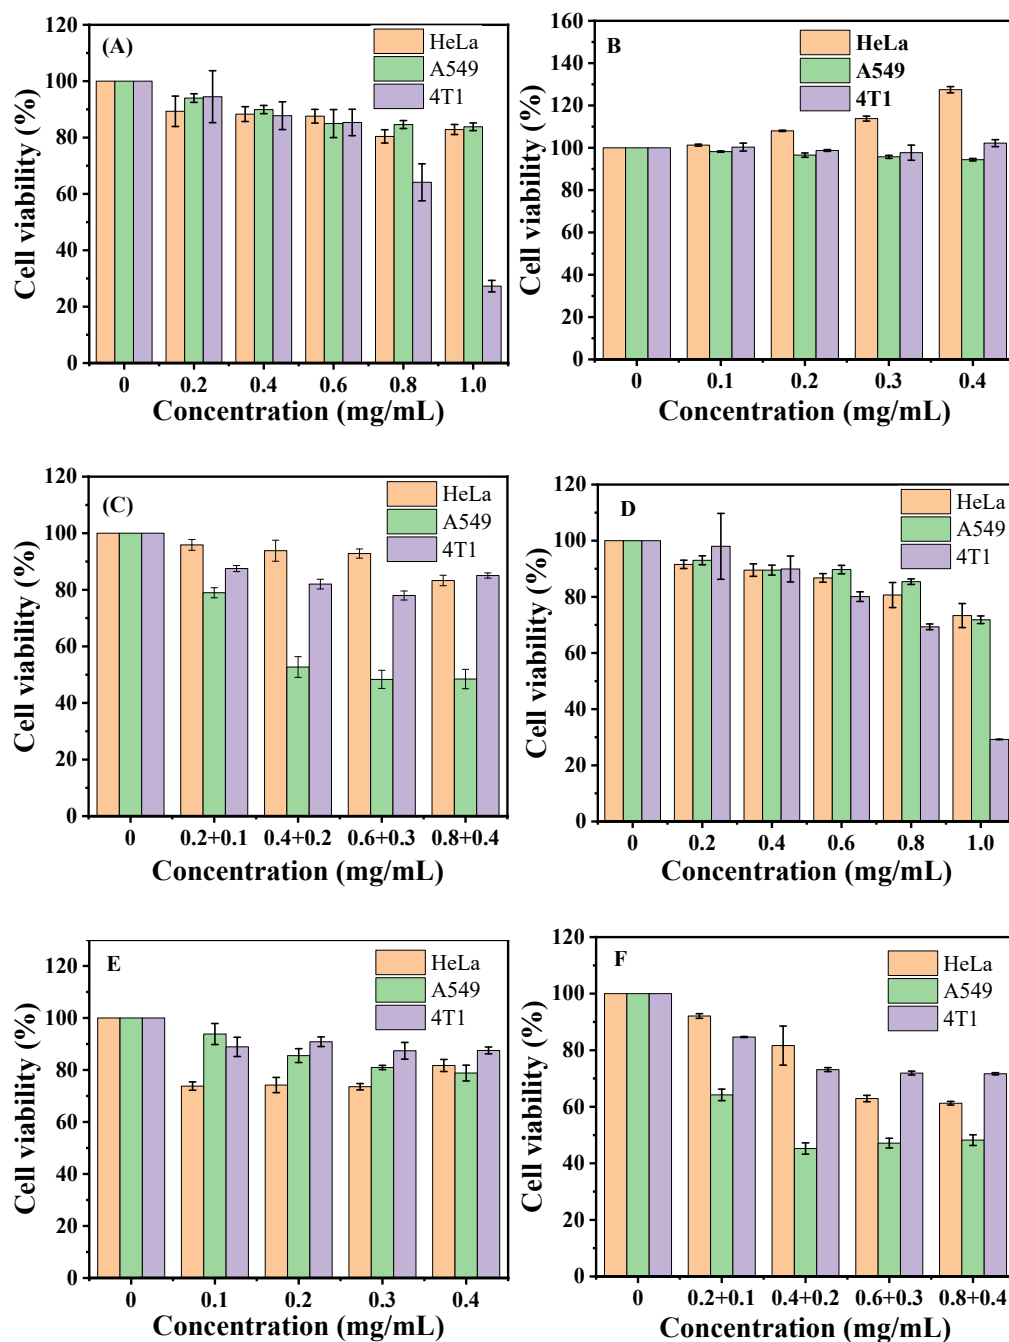 (A)
HeLa
A549
4T1
120
100
80
60
40
20
0
Cell viability (%)
0 0.2 0.4 0.6 0.8 1.0
Concentration (mg/mL)
B
HeLa
A549
4T1
160
140
120
100
80
60
40
20
0
Cell viability (%)
0 0.1 0.2 0.3 0.4
Concentration (mg/mL)
(C)
HeLa
A549
4T1
120
100
80
60
40
20
0
Cell viability (%)
0 0.2+0.1 0.4+0.2 0.6+0.3 0.8+0.4
Concentration (mg/mL)
D
HeLa
A549
4T1
120
100
80
60
40
20
0
Cell viability (%)
0 0.2 0.4 0.6 0.8 1.0
Concentration (mg/mL)
E
HeLa
A549
4T1
120
100
80
60
40
20
0
Cell viability (%)
0 0.1 0.2 0.3 0.4
Concentration (mg/mL)
F
HeLa
A549
4T1
120
100
80
60
40
20
0
Cell viability (%)
0 0.2+0.1 0.4+0.2 0.6+0.3 0.8+0.4
Concentration (mg/mL)